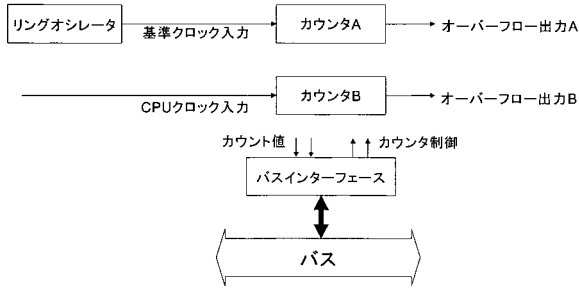 リングオシレータ
基準クロック入力
カウンタA
オーバーフロー出力A
CPUクロック入力
カウンタB
オーバーフロー出力B
カウント値
カウンタ制御
バスインターフェース
バス